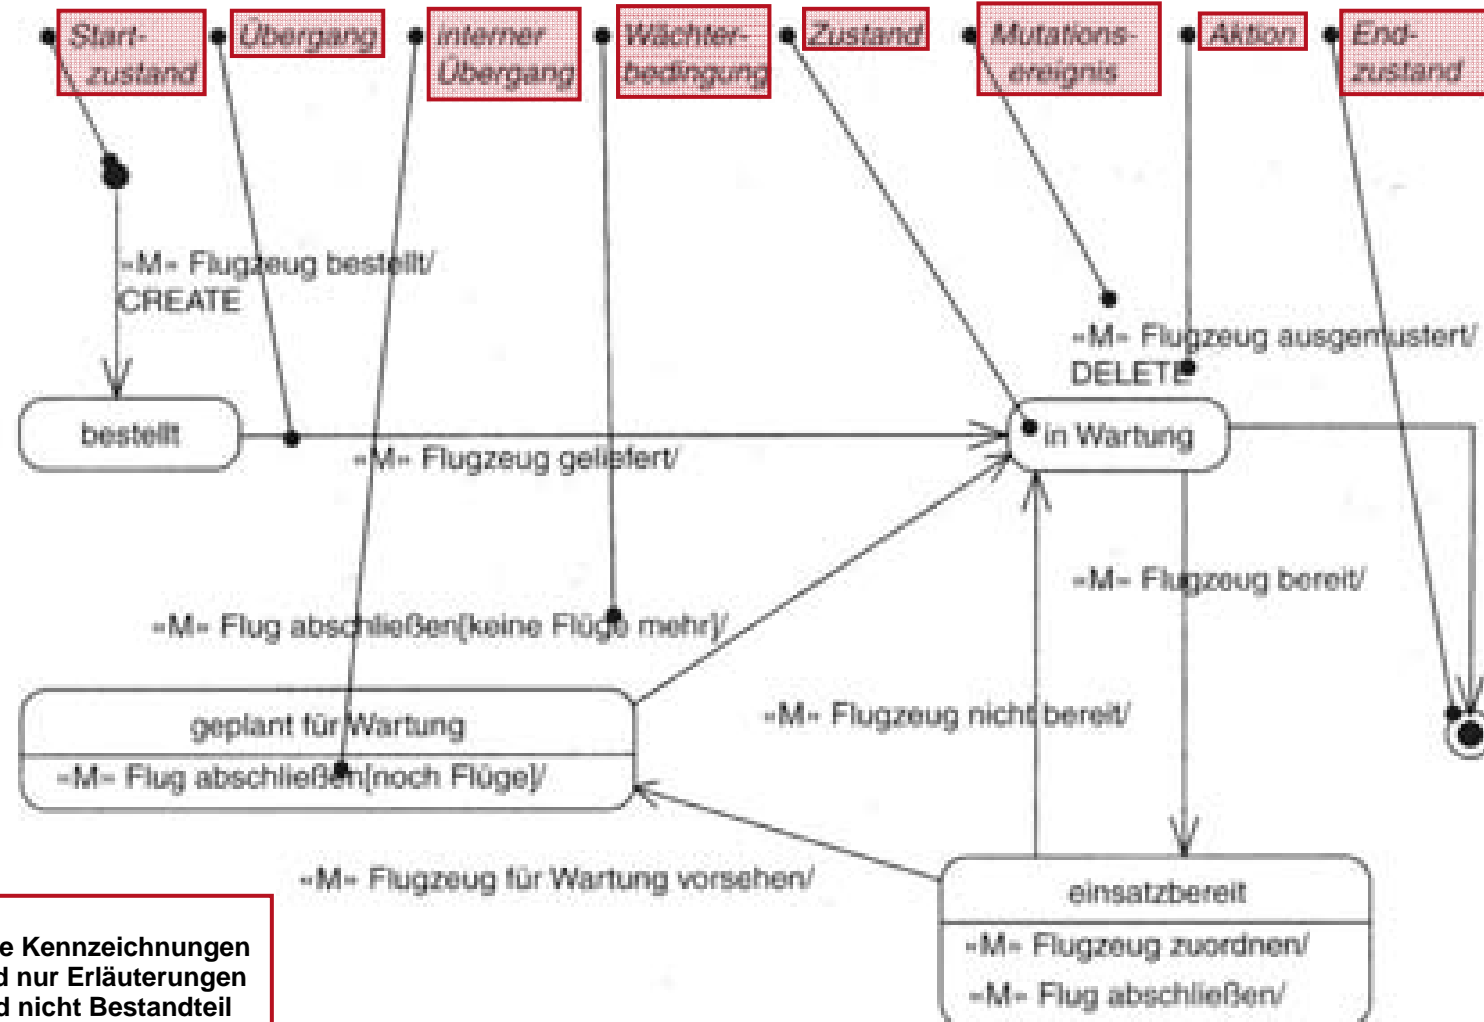 Start-
zustand
Übergang
interner
Übergang
Wächter-
bedingung
Zustand
Mutations-
ereignis
Aktion
End-
zustand
«M» Flugzeug bestellt/
CREATE
«M» Flugzeug ausgemustert/
DELETE
bestellt
in Wartung
«M» Flugzeug geliefert/
«M» Flugzeug bereit/
«M» Flug abschließen[keine Flüge mehr]/
geplant für Wartung
«M» Flugzeug nicht bereit/
«M» Flug abschließen[noch Flüge]/
«M» Flugzeug für Wartung vorsehen/
einsatzbereit
«M» Flugzeug zuordnen/
«M» Flug abschließen/
e Kennzeichnungen
d nur Erläuterungen
d nicht Bestandteil